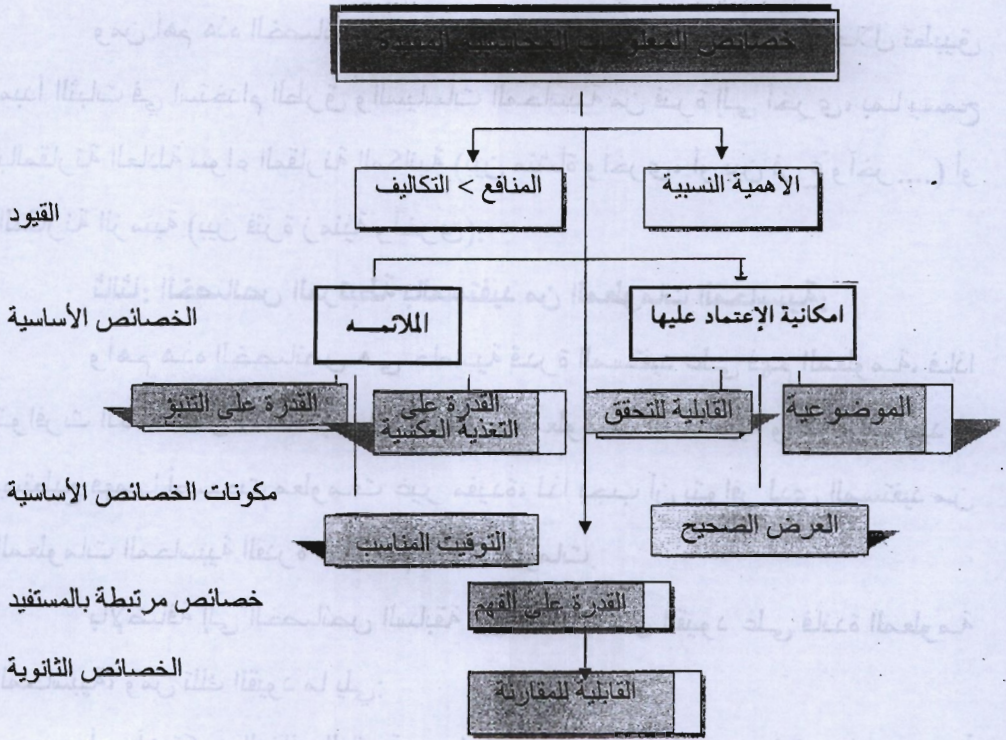 خصائص المعلومات المحاسبية المفيدة
الأهمية النسبية
المنافع > التكاليف
القيود
امكانية الإعتماد عليها
الملائمــه
الخصائص الأساسية
الموضوعية
القابلية للتحقق
القدرة على
التغذية العكسية
القدرة على التنبؤ
مكونات الخصائص الأساسية
العرض الصحيح
التوقيت المناسب
خصائص مرتبطة بالمستفيد
القدرة على الفهم
الخصائص الثانوية
القابلية للمقارنة